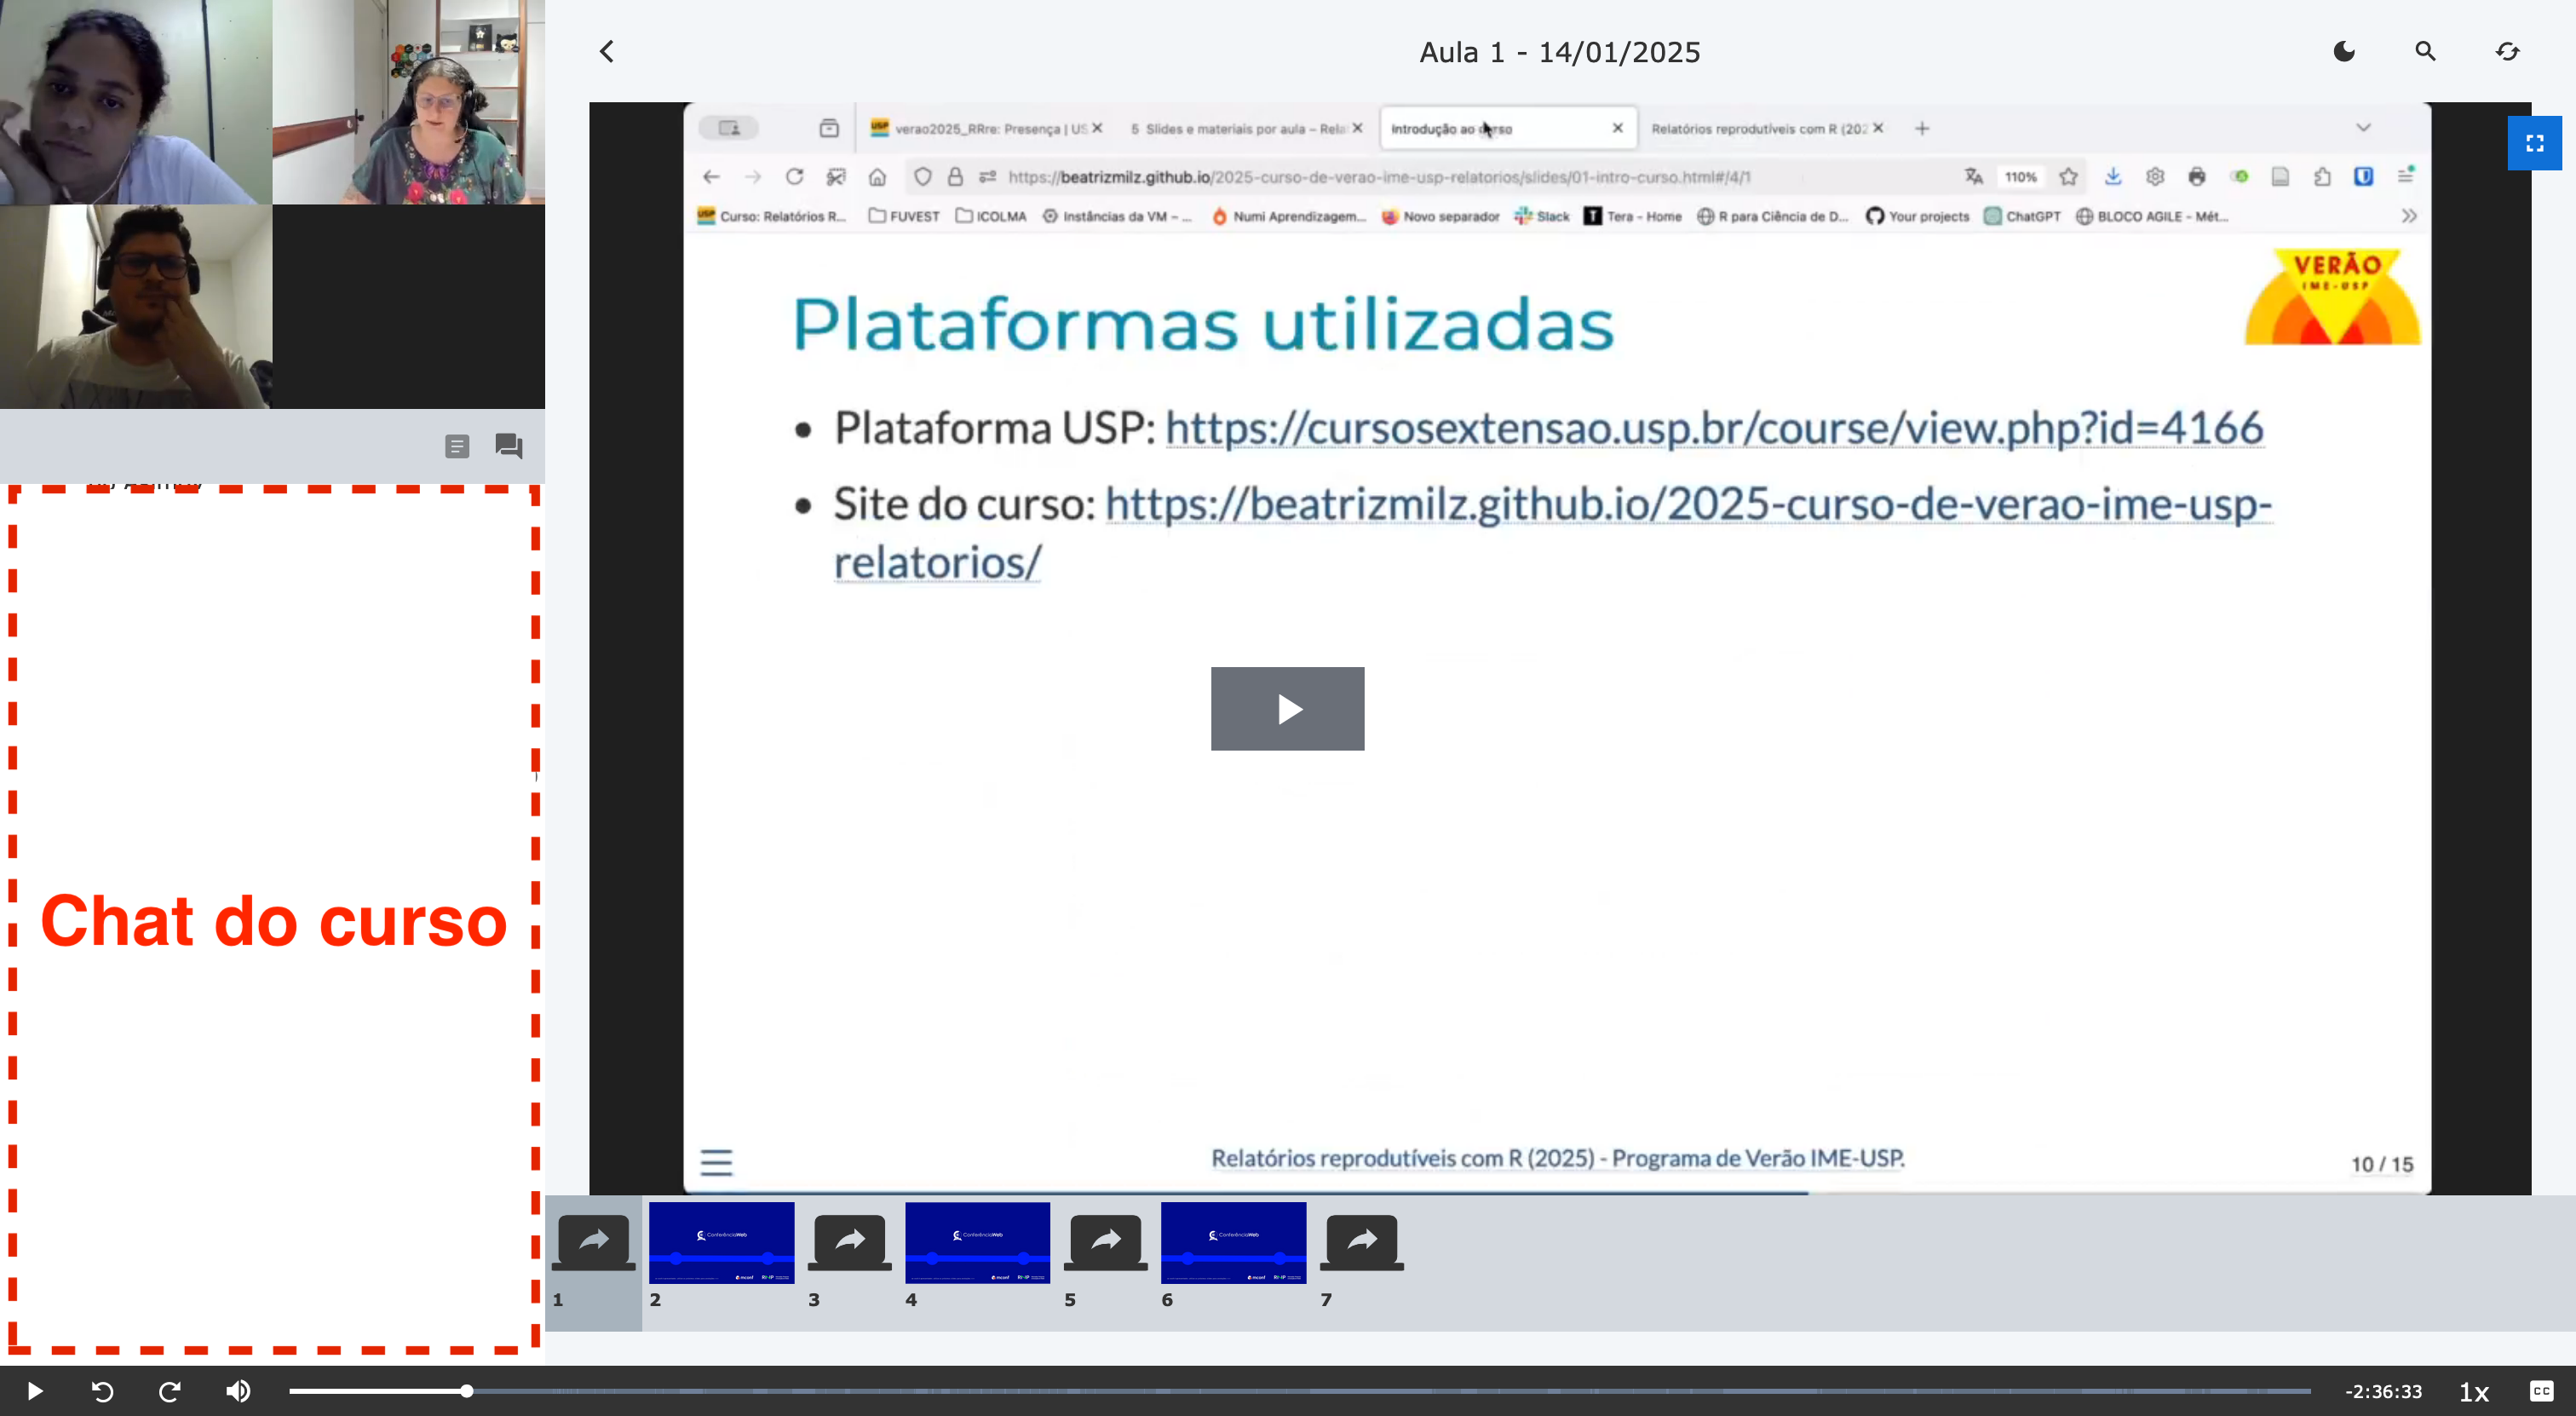 Aula 1 - 14/01/2025
verao2025_RRre: Presença | US
5 Slides e materiais por aula – Rela
Introdução ao curso
Relatórios reprodutíveis com R (202
https://beatrizmilz.github.io/2025-curso-de-verao-ime-usp-relatorios/slides/01-intro-curso.html#/4/1
110%
Curso: Relatórios R...
FUVEST
ICOLMA
Instâncias da VM – ...
Numi Aprendizagem...
Novo separador
Slack
Tera - Home
R para Ciência de D...
Your projects
ChatGPT
BLOCO AGILE - Mét...
VERÃO
IME-USP
Plataformas utilizadas
Plataforma USP: https://cursosextensao.usp.br/course/view.php?id=4166
Site do curso: https://beatrizmilz.github.io/2025-curso-de-verao-ime-usp-
relatorios/
Chat do curso
Relatórios reprodutíveis com R (2025) - Programa de Verão IME-USP.
10 / 15
ConferênciaWeb
ConferênciaWeb
ConferênciaWeb
1
2
3
4
5
6
7
-2:36:33
1x
CC